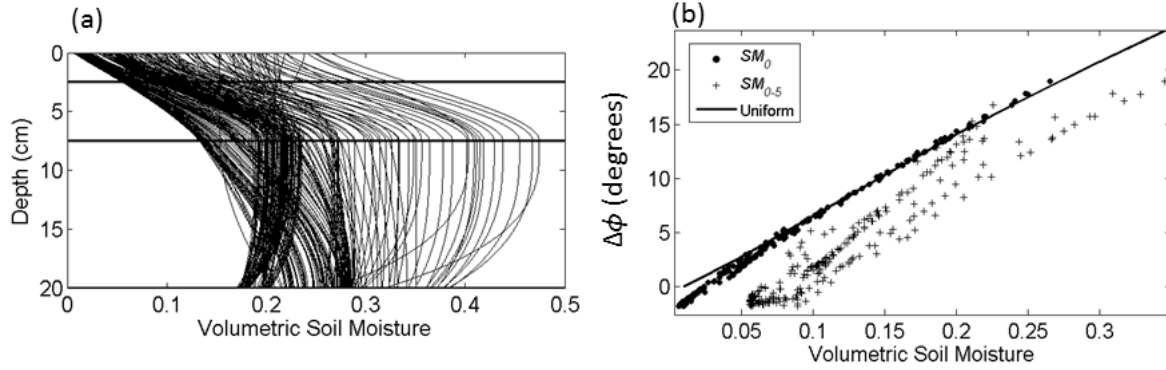 (a)
0
5
10
15
20
Depth (cm)
0 0.1 0.2 0.3 0.4 0.5
Volumetric Soil Moisture
(b)
SM0
SM0-5
Uniform
20
15
10
5
0
Δϕ (degrees)
0.05 0.1 0.15 0.2 0.25 0.3
Volumetric Soil Moisture